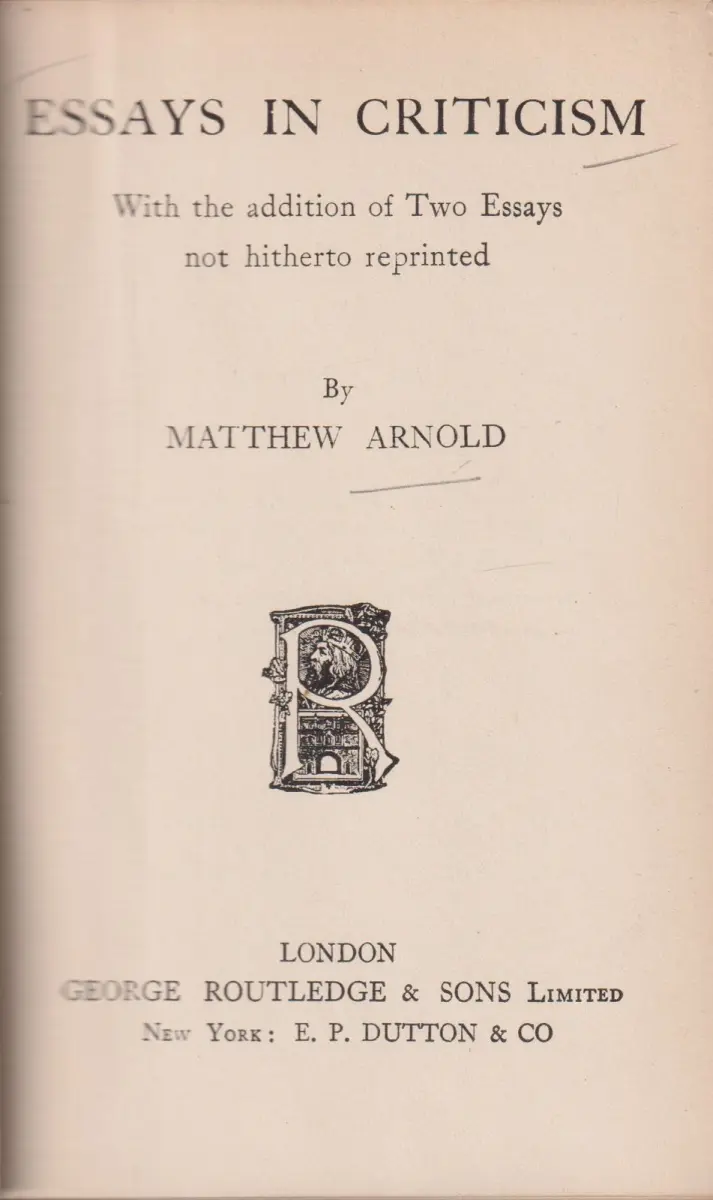 ESSAYS IN CRITICISM
With the addition of Two Essays
not hitherto reprinted
By
MATTHEW ARNOLD
R
LONDON
GEORGE ROUTLEDGE & SONS LIMITED
NEW YORK: E. P. DUTTON & CO